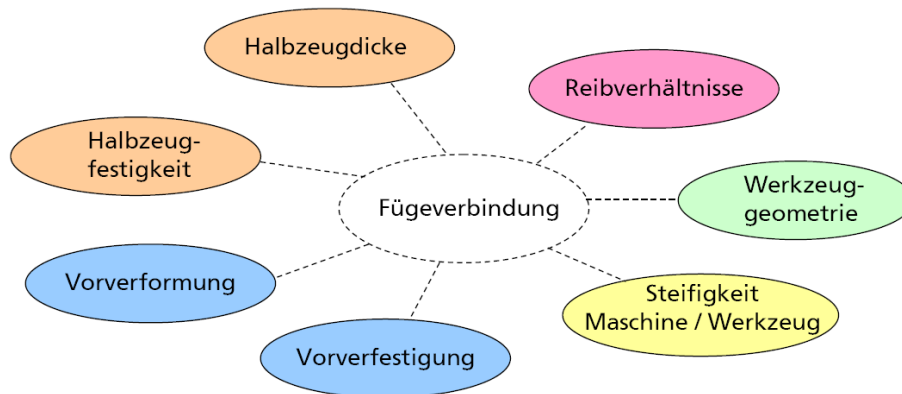 Halbzeugdicke
Reibverhältnisse
Halbzeug-
festigkeit
Werkzeug-
geometrie
Fügeverbindung
Vorverformung
Steifigkeit
Maschine / Werkzeug
Vorverfestigung